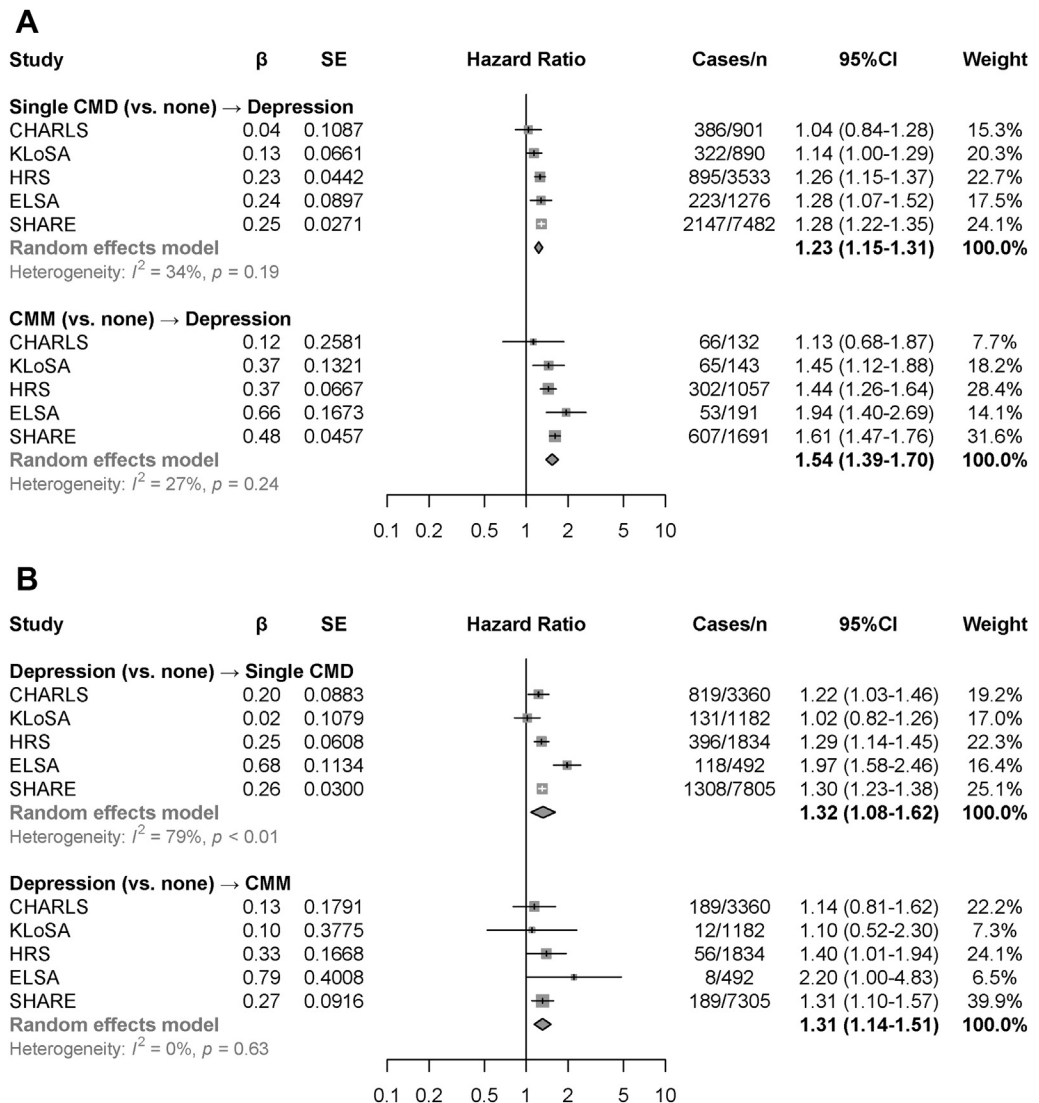 A
Study β SE Hazard Ratio Cases/n 95%CI Weight
Single CMD (vs. none) → Depression
CHARLS 0.04 0.1087 386/901 1.04 (0.84-1.28) 15.3%
KLoSA 0.13 0.0661 322/890 1.14 (1.00-1.29) 20.3%
HRS 0.23 0.0442 895/3533 1.26 (1.15-1.37) 22.7%
ELSA 0.24 0.0897 223/1276 1.28 (1.07-1.52) 17.5%
SHARE 0.25 0.0271 2147/7482 1.28 (1.22-1.35) 24.1%
Random effects model 1.23 (1.15-1.31) 100.0%
Heterogeneity: I² = 34%, p = 0.19
CMM (vs. none) → Depression
CHARLS 0.12 0.2581 66/132 1.13 (0.68-1.87) 7.7%
KLoSA 0.37 0.1321 65/143 1.45 (1.12-1.88) 18.2%
HRS 0.37 0.0667 302/1057 1.44 (1.26-1.64) 28.4%
ELSA 0.66 0.1673 53/191 1.94 (1.40-2.69) 14.1%
SHARE 0.48 0.0457 607/1691 1.61 (1.47-1.76) 31.6%
Random effects model 1.54 (1.39-1.70) 100.0%
Heterogeneity: I² = 27%, p = 0.24
0.1 0.2 0.5 1 2 5 10
B
Study β SE Hazard Ratio Cases/n 95%CI Weight
Depression (vs. none) → Single CMD
CHARLS 0.20 0.0883 819/3360 1.22 (1.03-1.46) 19.2%
KLoSA 0.02 0.1079 131/1182 1.02 (0.82-1.26) 17.0%
HRS 0.25 0.0608 396/1834 1.29 (1.14-1.45) 22.3%
ELSA 0.68 0.1134 118/492 1.97 (1.58-2.46) 16.4%
SHARE 0.26 0.0300 1308/7805 1.30 (1.23-1.38) 25.1%
Random effects model 1.32 (1.08-1.62) 100.0%
Heterogeneity: I² = 79%, p < 0.01
Depression (vs. none) → CMM
CHARLS 0.13 0.1791 189/3360 1.14 (0.81-1.62) 22.2%
KLoSA 0.10 0.3775 12/1182 1.10 (0.52-2.30) 7.3%
HRS 0.33 0.1668 56/1834 1.40 (1.01-1.94) 24.1%
ELSA 0.79 0.4008 8/492 2.20 (1.00-4.83) 6.5%
SHARE 0.27 0.0916 189/7305 1.31 (1.10-1.57) 39.9%
Random effects model 1.31 (1.14-1.51) 100.0%
Heterogeneity: I² = 0%, p = 0.63
0.1 0.2 0.5 1 2 5 10